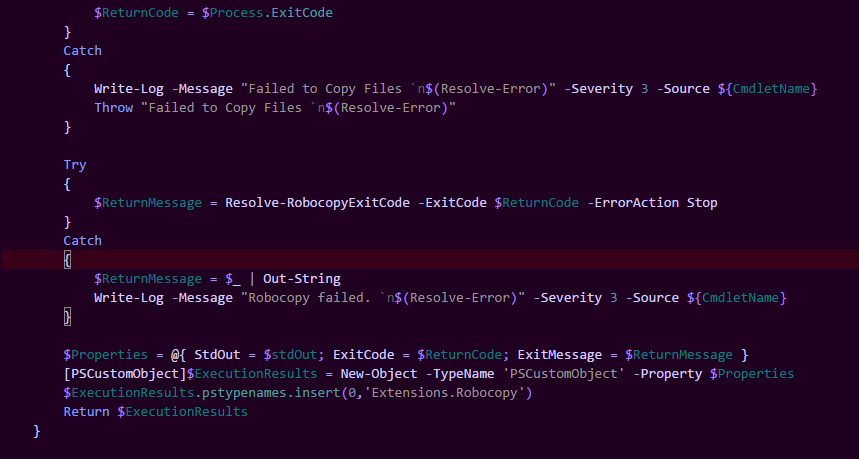 $ReturnCode = $Process.ExitCode
}
Catch
{
Write-Log -Message "Failed to Copy Files `n$(Resolve-Error)" -Severity 3 -Source ${CmdletName}
Throw "Failed to Copy Files `n$(Resolve-Error)"
}
Try
{
$ReturnMessage = Resolve-RobocopyExitCode -ExitCode $ReturnCode -ErrorAction Stop
}
Catch
{
$ReturnMessage = $_ | Out-String
Write-Log -Message "Robocopy failed. `n$(Resolve-Error)" -Severity 3 -Source ${CmdletName}
}
$Properties = @{ StdOut = $stdOut; ExitCode = $ReturnCode; ExitMessage = $ReturnMessage }
[PSCustomObject]$ExecutionResults = New-Object -TypeName 'PSCustomObject' -Property $Properties
$ExecutionResults.pstypenames.insert(0,'Extensions.Robocopy')
Return $ExecutionResults
}